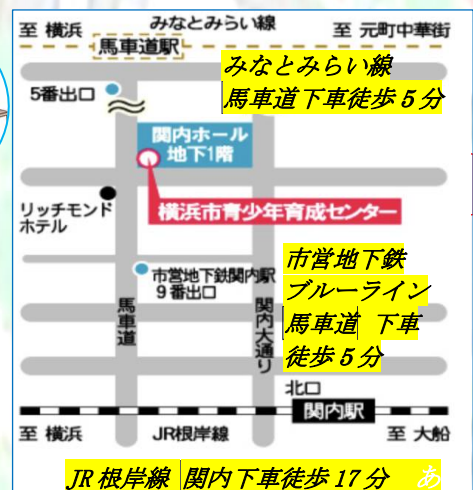 至 横浜
みなとみらい線
至 元町中華街
馬車道駅
みなとみらい線
馬車道下車徒歩5分
5番出口
関内ホール
地下1階
リッチモンド
ホテル
横浜市青少年育成センター
市営地下鉄関内駅
9番出口
市営地下鉄
ブルーライン
馬車道 下車
徒歩5分
馬車道
関内大通り
北口
関内駅
至 横浜
JR根岸線
至 大船
JR根岸線 関内下車徒歩17分 あ